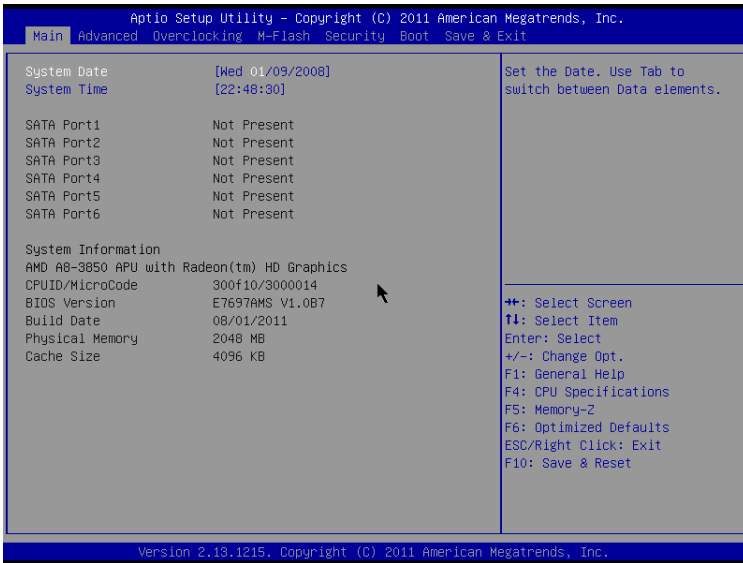 Aptio Setup Utility – Copyright (C) 2011 American Megatrends, Inc.
Main Advanced Overclocking M-Flash Security Boot Save & Exit
System Date [Wed 01/09/2008]
System Time [22:48:30]
SATA Port1 Not Present
SATA Port2 Not Present
SATA Port3 Not Present
SATA Port4 Not Present
SATA Port5 Not Present
SATA Port6 Not Present
System Information
AMD A8-3850 APU with Radeon(tm) HD Graphics
CPUID/MicroCode 300f10/3000014
BIOS Version E7697AMS V1.0B7
Build Date 08/01/2011
Physical Memory 2048 MB
Cache Size 4096 KB
Set the Date. Use Tab to
switch between Data elements.
→←: Select Screen
↑↓: Select Item
Enter: Select
+/-: Change Opt.
F1: General Help
F4: CPU Specifications
F5: Memory-Z
F6: Optimized Defaults
ESC/Right Click: Exit
F10: Save & Reset
Version 2.13.1215. Copyright (C) 2011 American Megatrends, Inc.